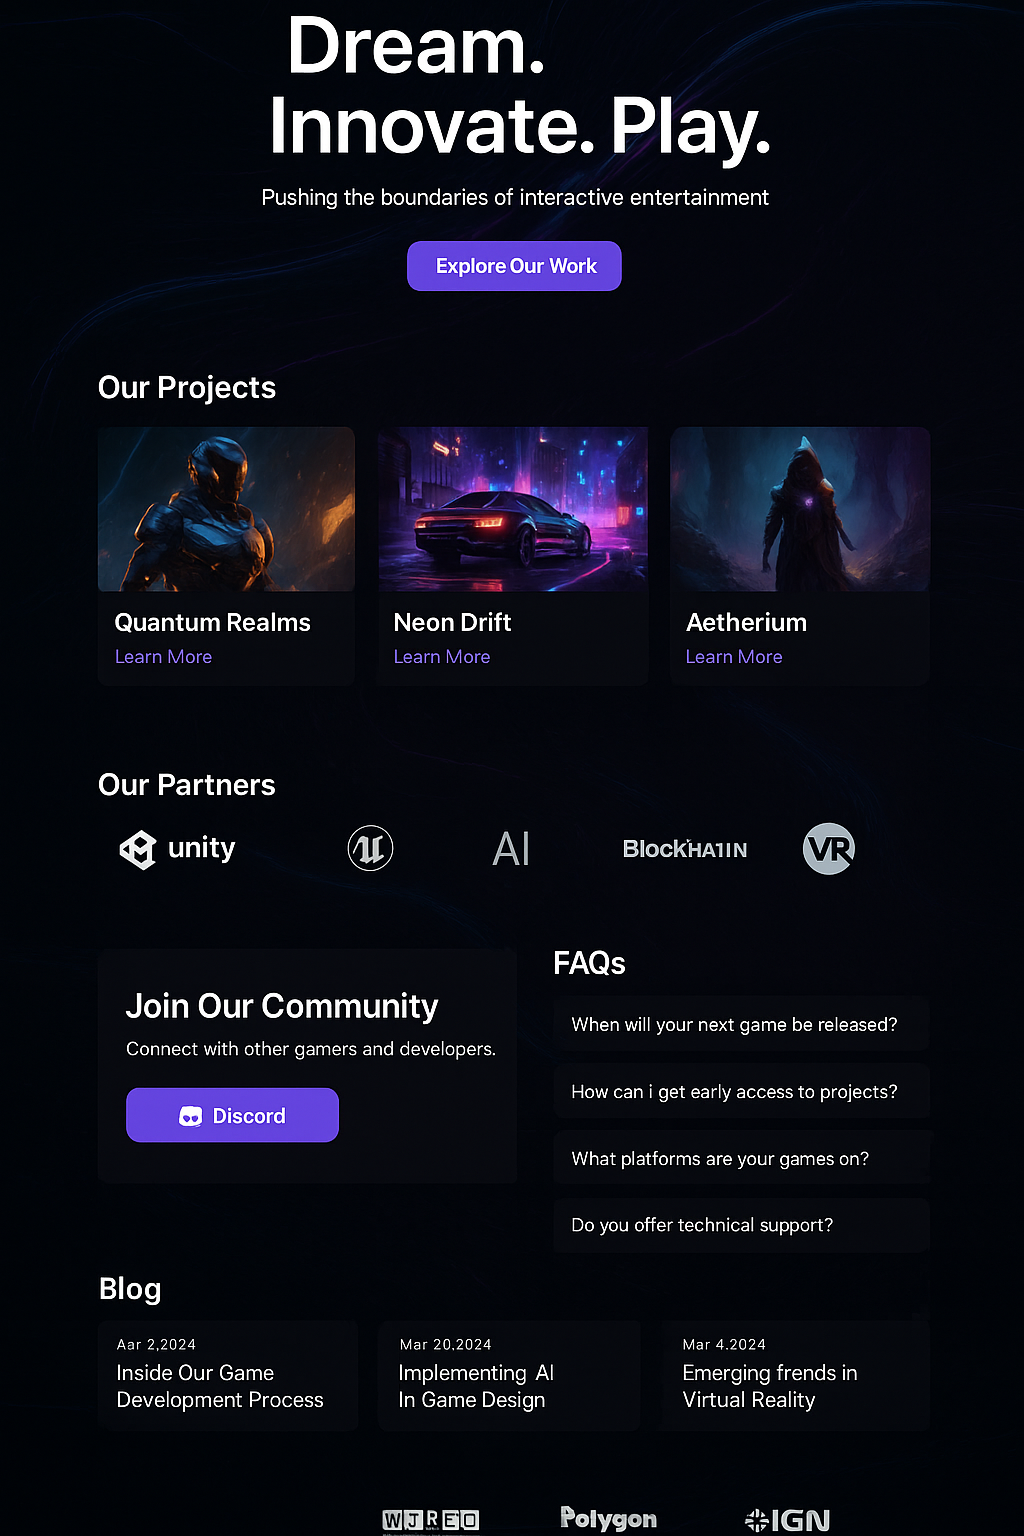 Dream.
Innovate. Play.
Pushing the boundaries of interactive entertainment
Explore Our Work
Our Projects
Quantum Realms
Learn More
Neon Drift
Learn More
Aetherium
Learn More
Our Partners
unity
U
AI
BlockHA1IN
VR
Join Our Community
Connect with other gamers and developers.
Discord
FAQs
When will your next game be released?
How can i get early access to projects?
What platforms are your games on?
Do you offer technical support?
Blog
Aar 2,2024
Inside Our Game
Development Process
Mar 20.2024
Implementing AI
In Game Design
Mar 4.2024
Emerging frends in
Virtual Reality
WJREO
Polygon
IGN